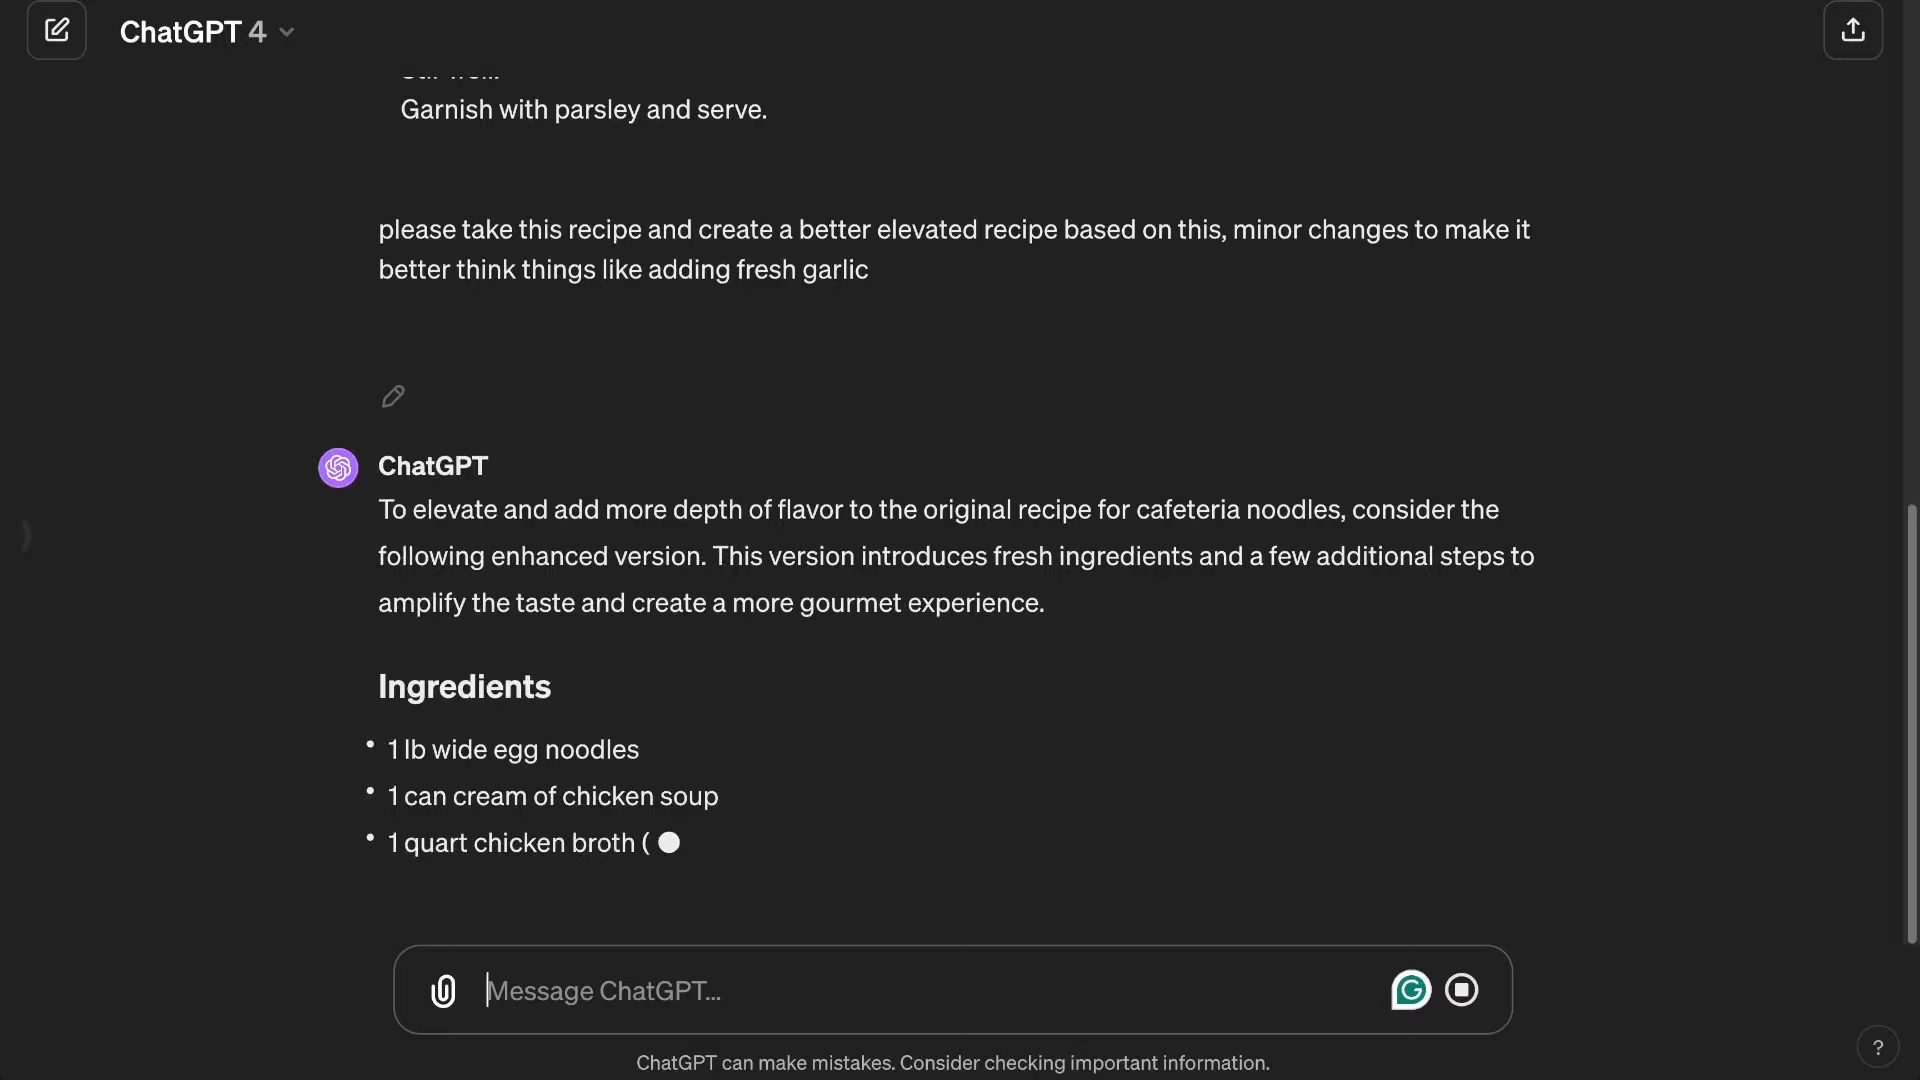 ChatGPT 4
Garnish with parsley and serve.
please take this recipe and create a better elevated recipe based on this, minor changes to make it
better think things like adding fresh garlic
ChatGPT
To elevate and add more depth of flavor to the original recipe for cafeteria noodles, consider the
following enhanced version. This version introduces fresh ingredients and a few additional steps to
amplify the taste and create a more gourmet experience.
Ingredients
• 1 lb wide egg noodles
• 1 can cream of chicken soup
• 1 quart chicken broth (
Message ChatGPT...
G
ChatGPT can make mistakes. Consider checking important information.
?